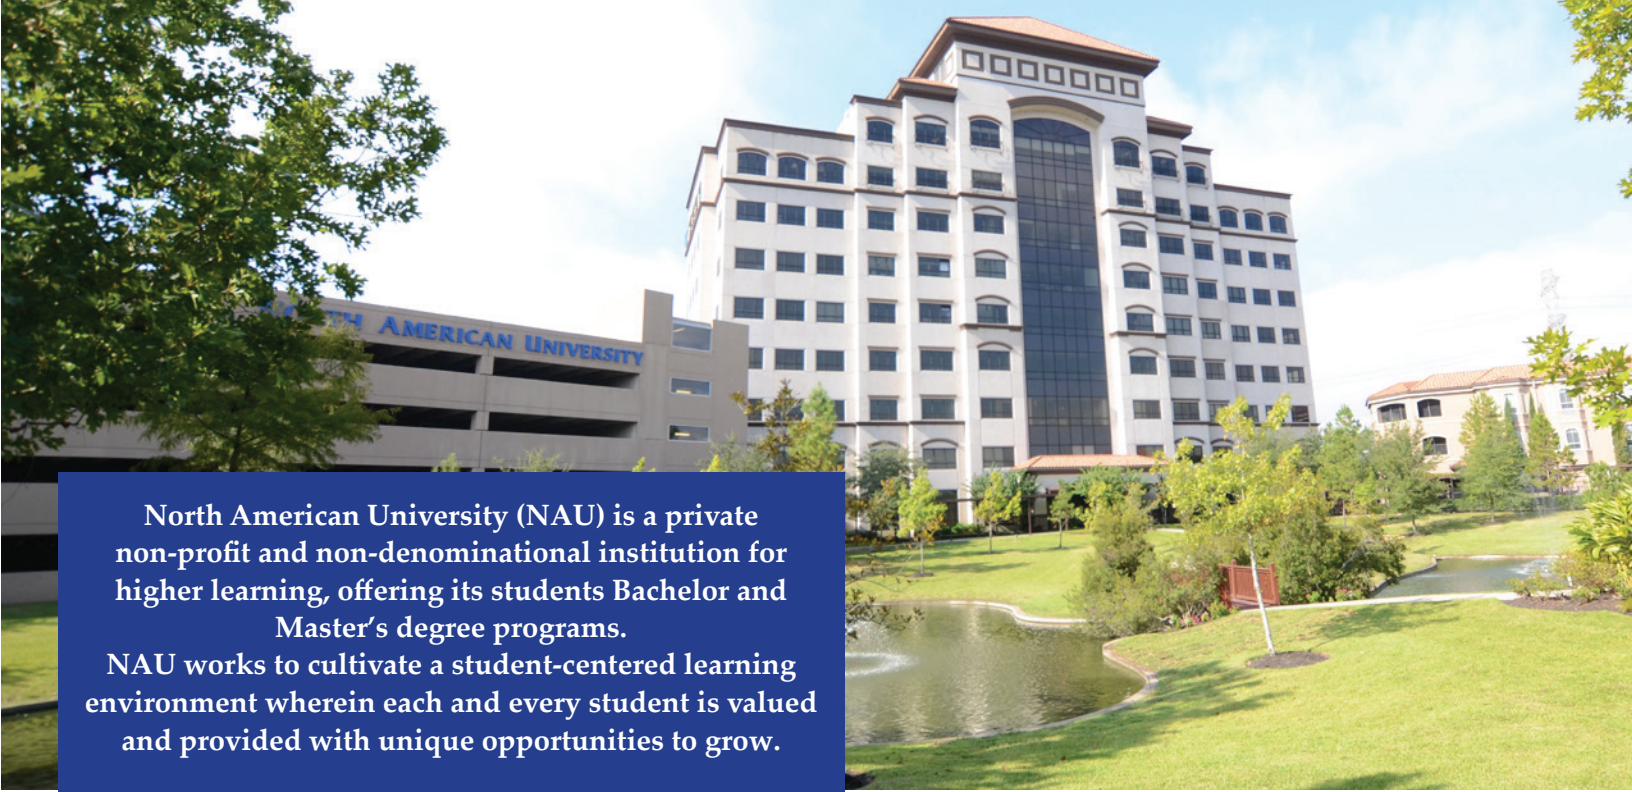 AMERICAN UNIVERSITY
North American University (NAU) is a private
non-profit and non-denominational institution for
higher learning, offering its students Bachelor and
Master's degree programs.
NAU works to cultivate a student-centered learning
environment wherein each and every student is valued
and provided with unique opportunities to grow.